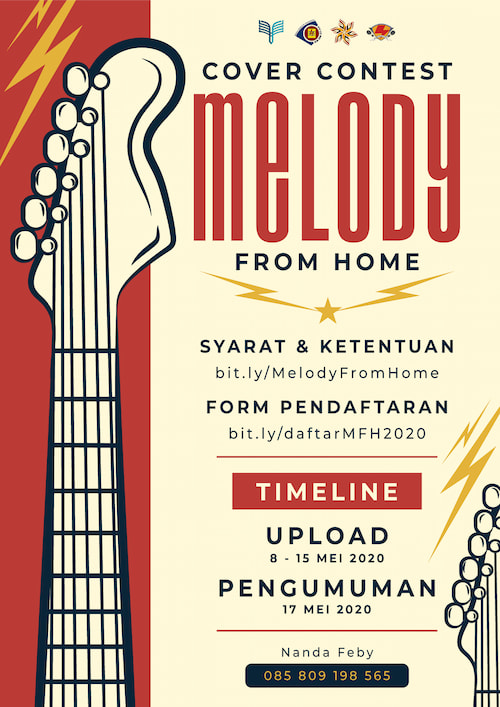 COVER CONTEST
MELODY
FROM HOME
SYARAT & KETENTUAN
bit.ly/MelodyFromHome
FORM PENDAFTARAN
bit.ly/daftarMFH2020
TIMELINE
UPLOAD
8 - 15 MEI 2020
PENGUMUMAN
17 MEI 2020
Nanda Feby
085 809 198 565